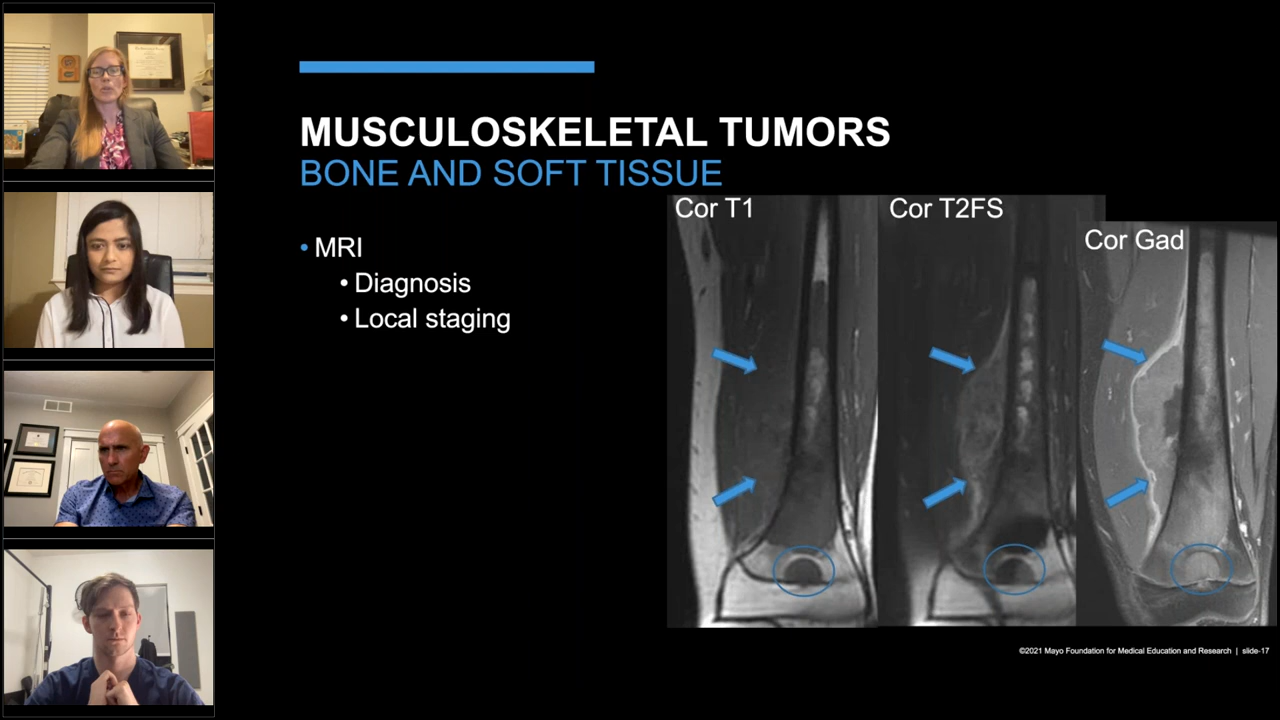 MUSCULOSKELETAL TUMORS
BONE AND SOFT TISSUE
• MRI
• Diagnosis
• Local staging
Cor T1
Cor T2FS
Cor Gad
©2021 Mayo Foundation for Medical Education and Research | slide-17